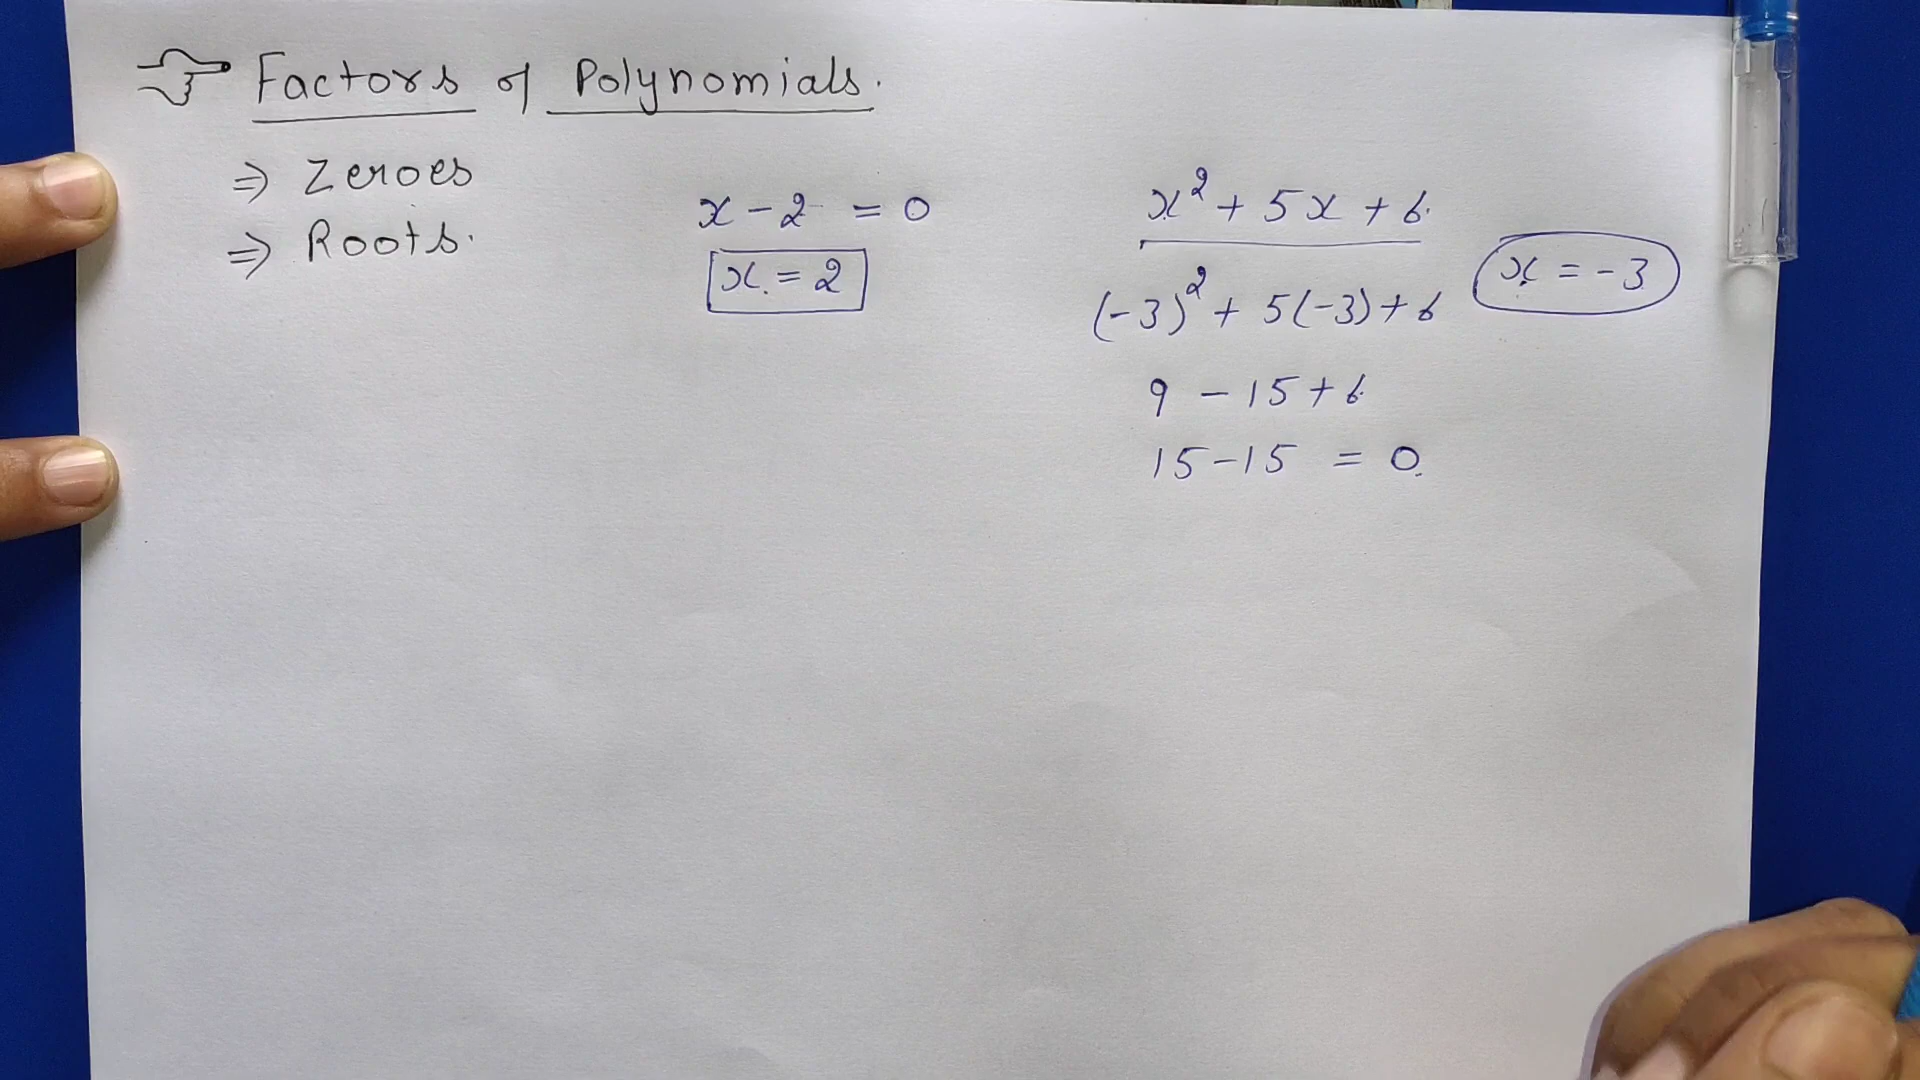 Factors of Polynomials.
⇒ Zeroes
⇒ Roots.
x - 2 = 0
x = 2
x² + 5x + 6
x = -3
(-3)² + 5(-3) + 6
9 - 15 + 6
15 - 15 = 0